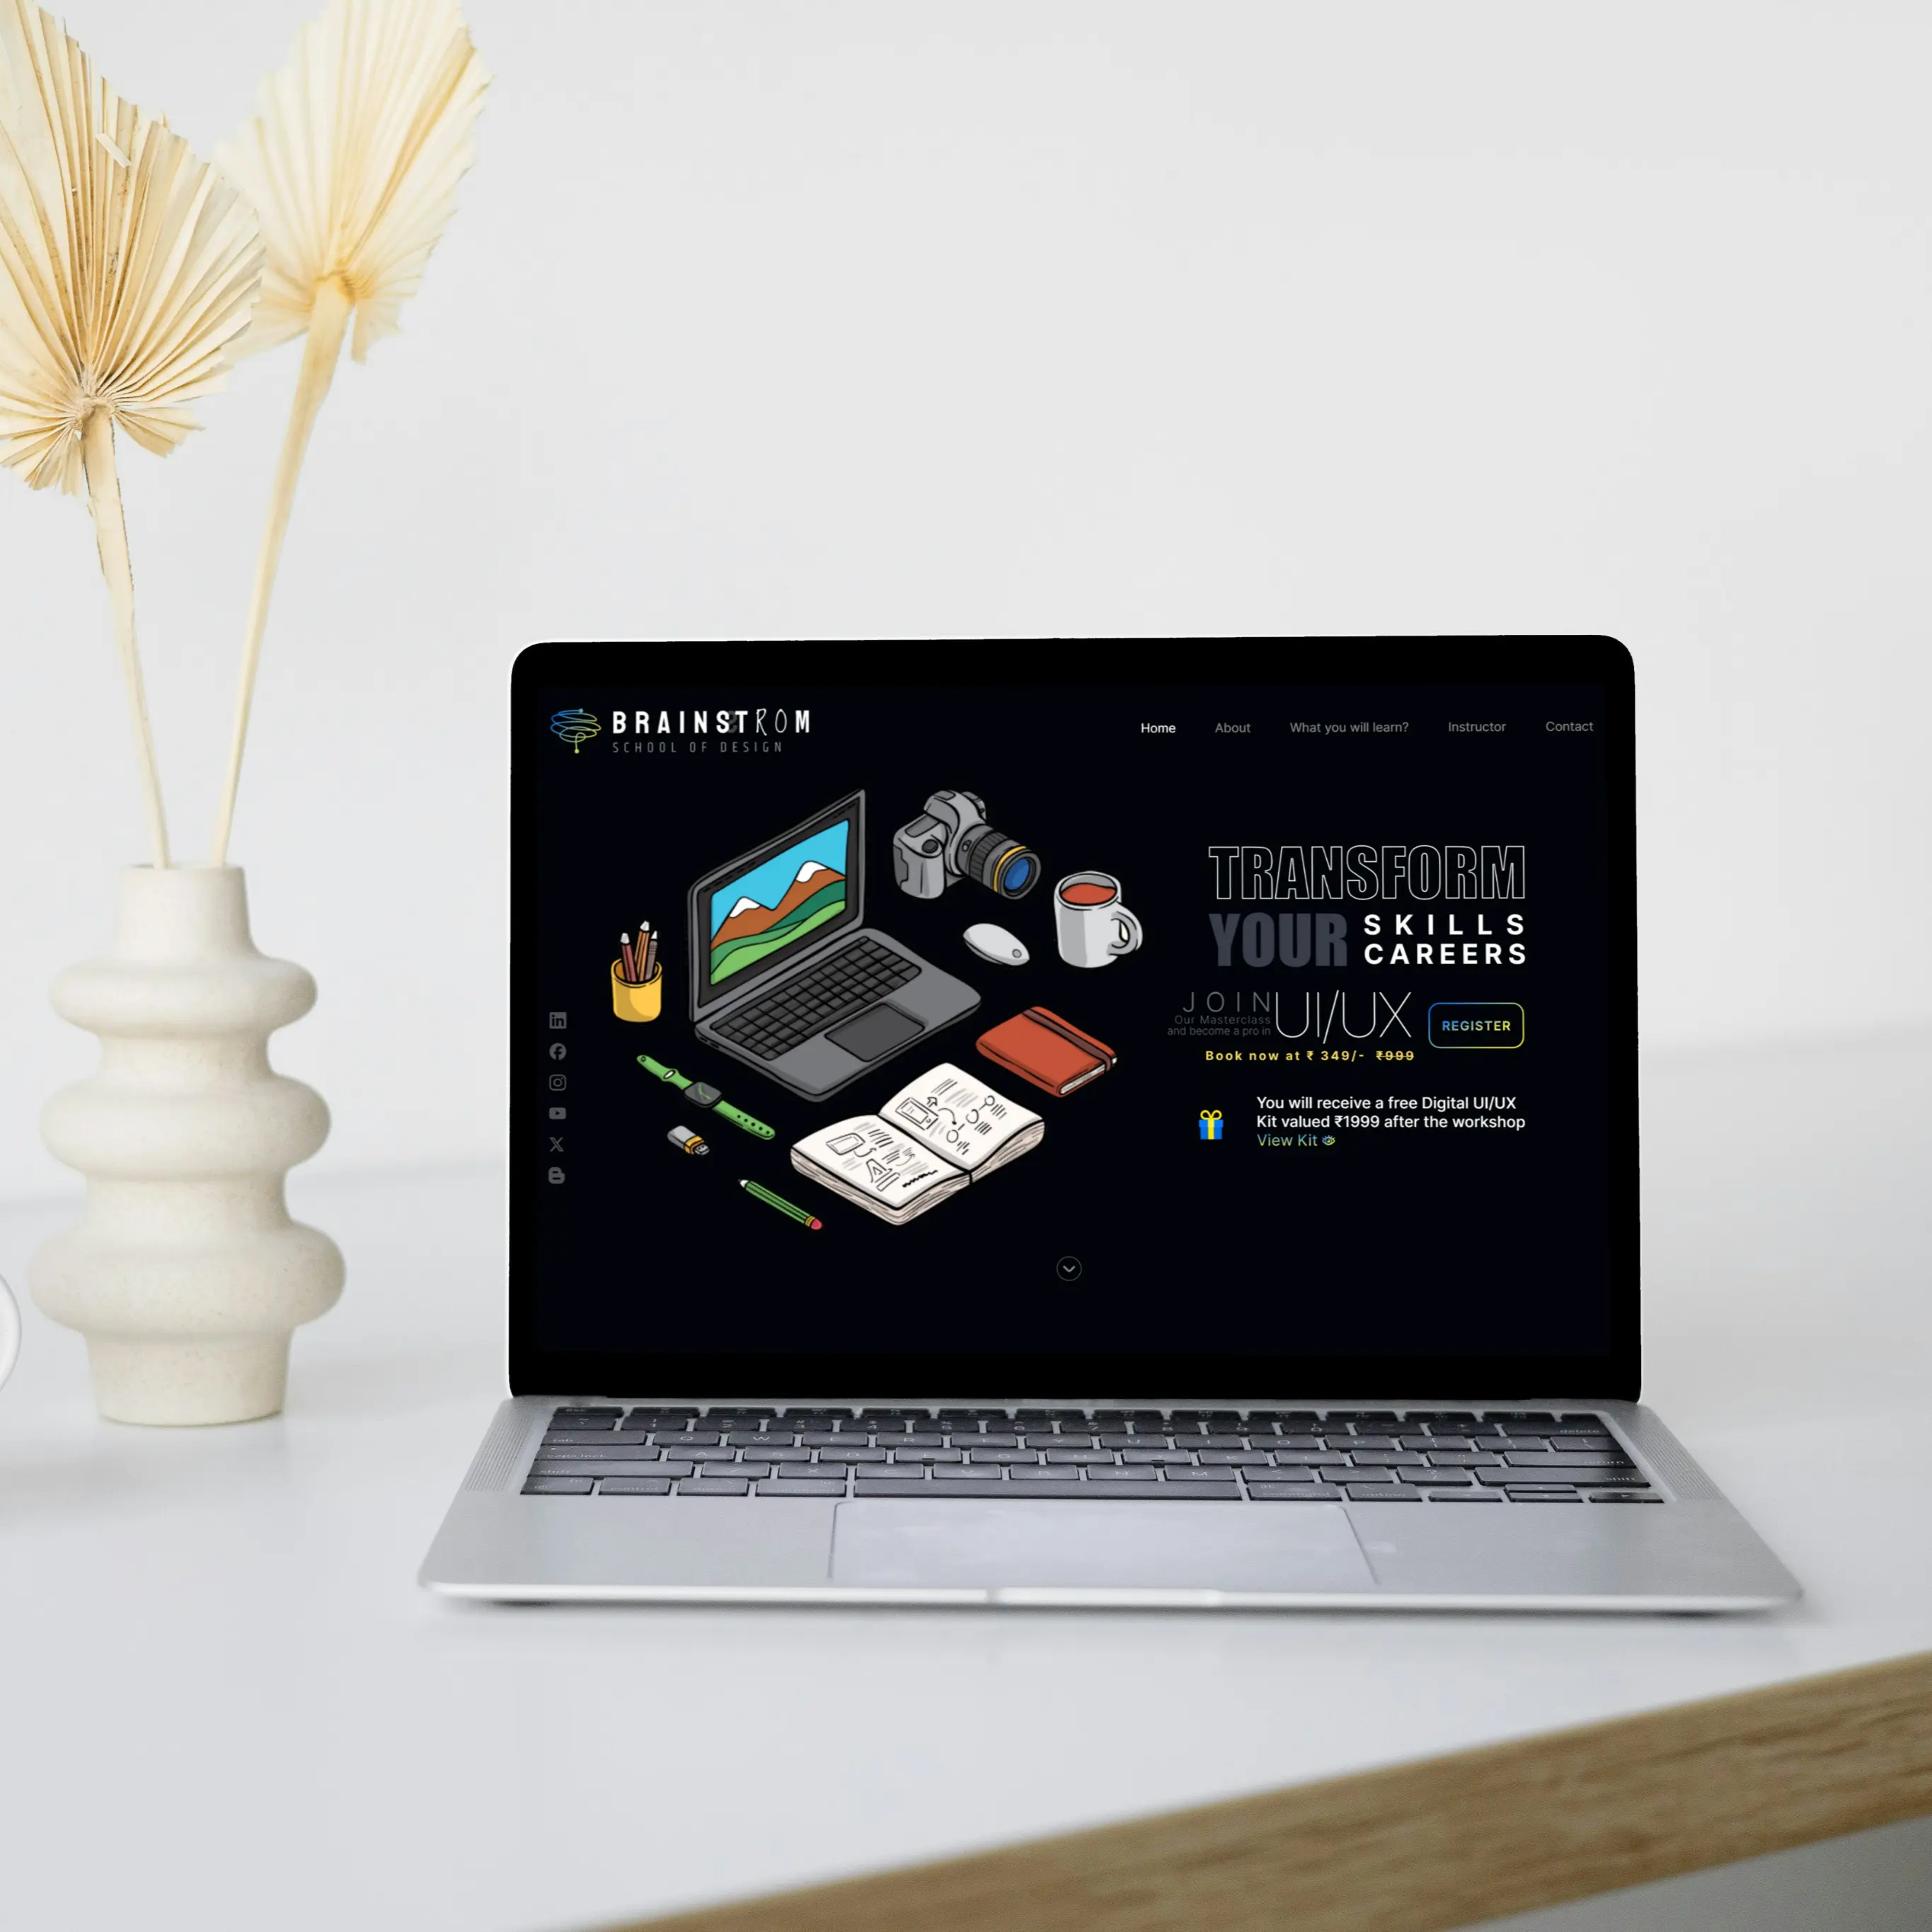 BRAINSTROM
SCHOOL OF DESIGN
Home About What you will learn? Instructor Contact
TRANSFORM
YOUR SKILLS
CAREERS
JOIN UI/UX
Our Masterclass
and become a pro in
REGISTER
Book now at ₹ 349/- ₹999
You will receive a free Digital UI/UX
Kit valued ₹1999 after the workshop
View Kit